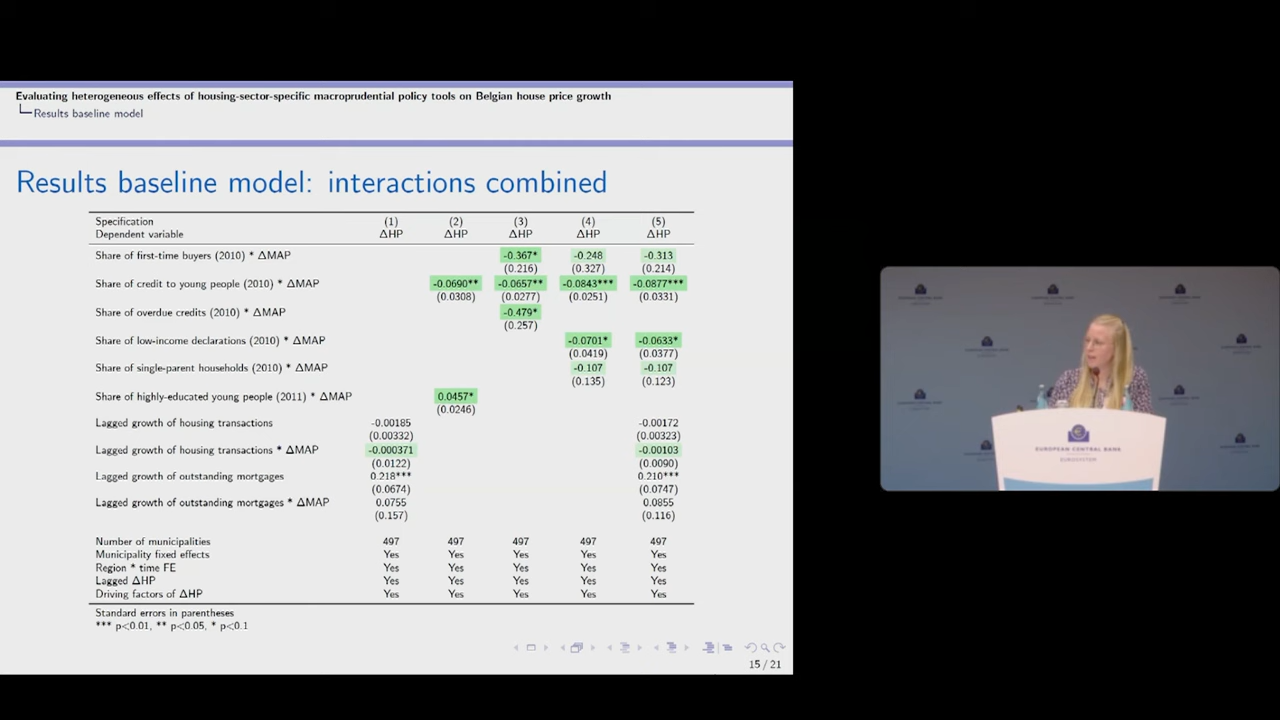 Evaluating heterogeneous effects of housing-sector-specific macroprudential policy tools on Belgian house price growth
Results baseline model
Results baseline model: interactions combined
Specification (1) (2) (3) (4) (5)
Dependent variable ΔHP ΔHP ΔHP ΔHP ΔHP
Share of first-time buyers (2010) * ΔMAP -0.367* -0.248 -0.313
(0.216) (0.327) (0.214)
Share of credit to young people (2010) * ΔMAP -0.0690** -0.0657** -0.0843*** -0.0877***
(0.0308) (0.0277) (0.0251) (0.0331)
Share of overdue credits (2010) * ΔMAP -0.479*
(0.257)
Share of low-income declarations (2010) * ΔMAP -0.0701* -0.0633*
(0.0419) (0.0377)
Share of single-parent households (2010) * ΔMAP -0.107 -0.107
(0.135) (0.123)
Share of highly-educated young people (2011) * ΔMAP 0.0457*
(0.0246)
Lagged growth of housing transactions -0.00185 -0.00172
(0.00332) (0.00323)
Lagged growth of housing transactions * ΔMAP -0.000371 -0.00103
(0.0122) (0.0090)
Lagged growth of outstanding mortgages 0.218*** 0.210***
(0.0674) (0.0747)
Lagged growth of outstanding mortgages * ΔMAP 0.0755 0.0855
(0.157) (0.116)
Number of municipalities 497 497 497 497 497
Municipality fixed effects Yes Yes Yes Yes Yes
Region * time FE Yes Yes Yes Yes Yes
Lagged ΔHP Yes Yes Yes Yes Yes
Driving factors of ΔHP Yes Yes Yes Yes Yes
Standard errors in parentheses
*** p<0.01, ** p<0.05, * p<0.1
15 / 21
EUROPEAN CENTRAL BANK
EUROSYSTEM